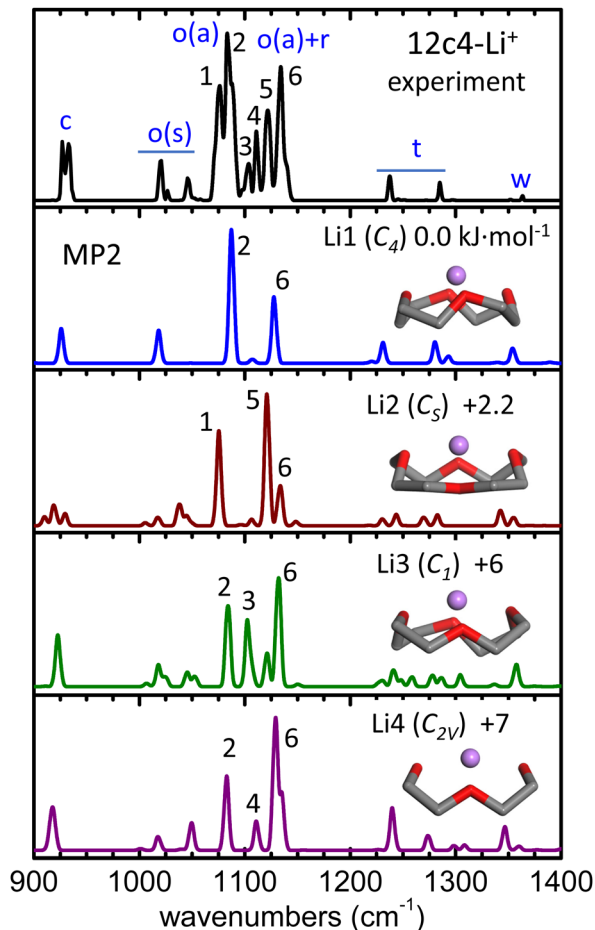 o(a) 2 o(a)+r 12c4-Li⁺
1 6 experiment
5
4
c o(s) 3 t
w
MP2 2 Li1 (C₄) 0.0 kJ·mol⁻¹
6
5 Li2 (C_S) +2.2
1
6
Li3 (C₁) +6
2 3 6
Li4 (C_2V) +7
2 6
4
900 1000 1100 1200 1300 1400
wavenumbers (cm⁻¹)